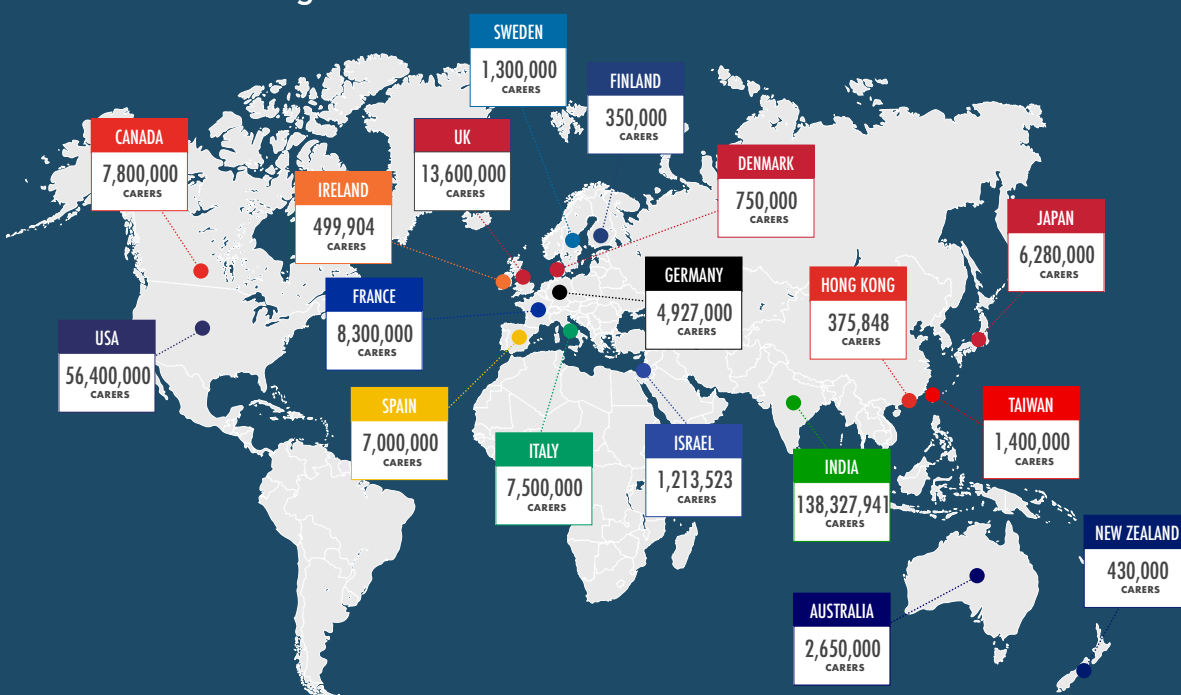 SWEDEN
1,300,000
CARERS
FINLAND
350,000
CARERS
CANADA
7,800,000
CARERS
UK
13,600,000
CARERS
DENMARK
750,000
CARERS
IRELAND
499,904
CARERS
JAPAN
6,280,000
CARERS
GERMANY
4,927,000
CARERS
HONG KONG
375,848
CARERS
FRANCE
8,300,000
CARERS
USA
56,400,000
CARERS
SPAIN
7,000,000
CARERS
TAIWAN
1,400,000
CARERS
ITALY
7,500,000
CARERS
ISRAEL
1,213,523
CARERS
INDIA
138,327,941
CARERS
NEW ZEALAND
430,000
CARERS
AUSTRALIA
2,650,000
CARERS